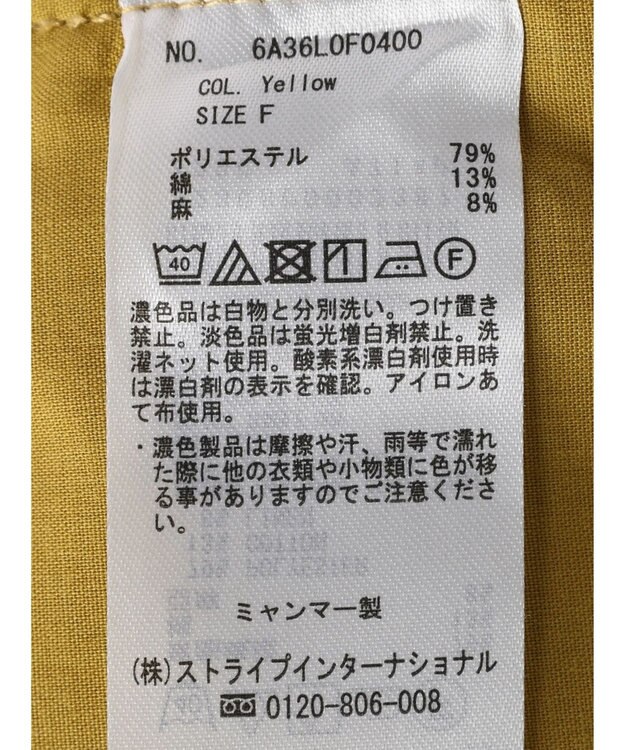 NO. 6A36L0F0400
COL. Yellow
SIZE F
ポリエステル 79%
綿 13%
麻 8%
40 F
濃色品は白物と分別洗い。つけ置き
禁止。淡色品は蛍光増白剤禁止。洗
濯ネット使用。酸素系漂白剤使用時
は漂白剤の表示を確認。アイロンあ
て布使用。
・濃色製品は摩擦や汗、雨等で濡れ
た際に他の衣類や小物類に色が移
る事がありますのでご注意くださ
い。
ミャンマー製
(株)ストライプインターナショナル
0120-806-008